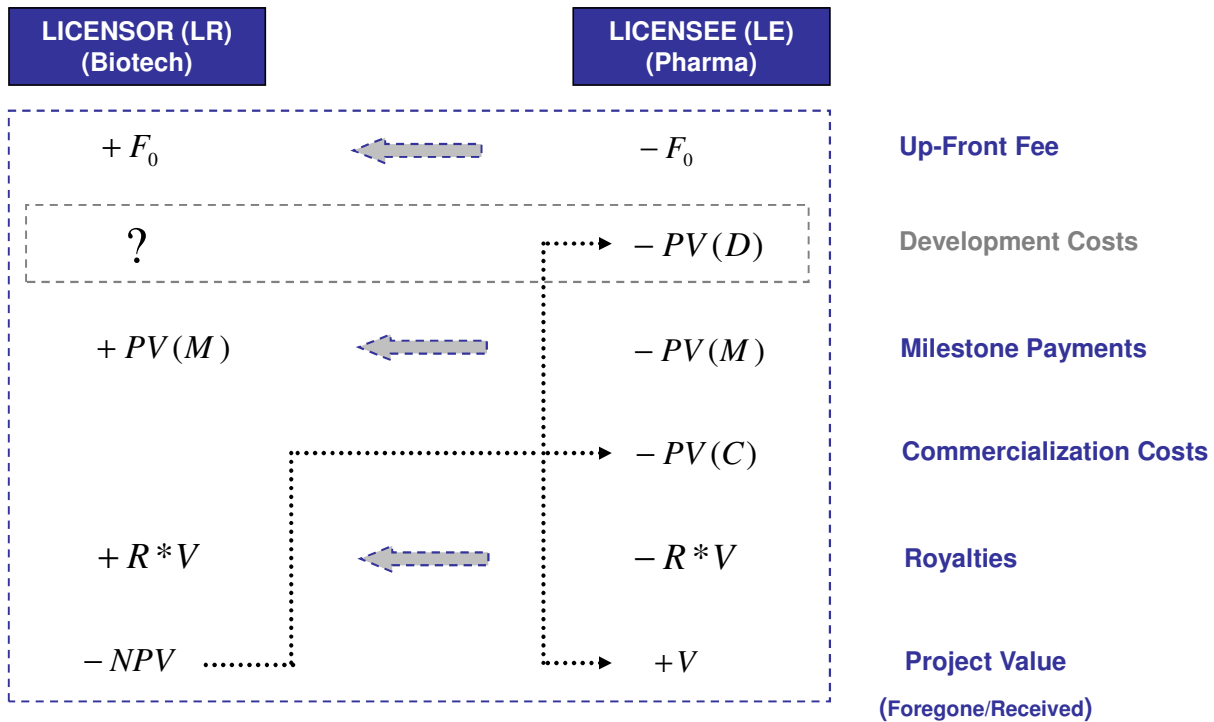 LICENSOR (LR)
(Biotech)
LICENSEE (LE)
(Pharma)
+ F₀
− F₀
Up-Front Fee
?
− PV(D)
Development Costs
+ PV(M)
− PV(M)
Milestone Payments
− PV(C)
Commercialization Costs
+ R*V
− R*V
Royalties
− NPV
+V
Project Value
(Foregone/Received)